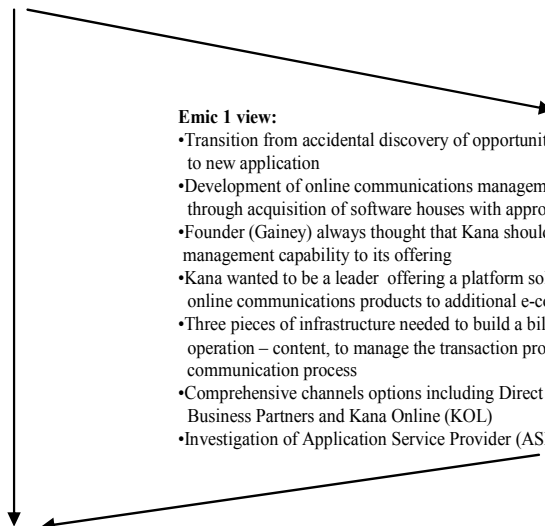 Emic 1 view:
•Transition from accidental discovery of opportunit
to new application
•Development of online communications managem
through acquisition of software houses with appro
•Founder (Gainey) always thought that Kana should
management capability to its offering
•Kana wanted to be a leader offering a platform so
online communications products to additional e-c
•Three pieces of infrastructure needed to build a bil
operation – content, to manage the transaction pro
communication process
•Comprehensive channels options including Direct
Business Partners and Kana Online (KOL)
•Investigation of Application Service Provider (AS